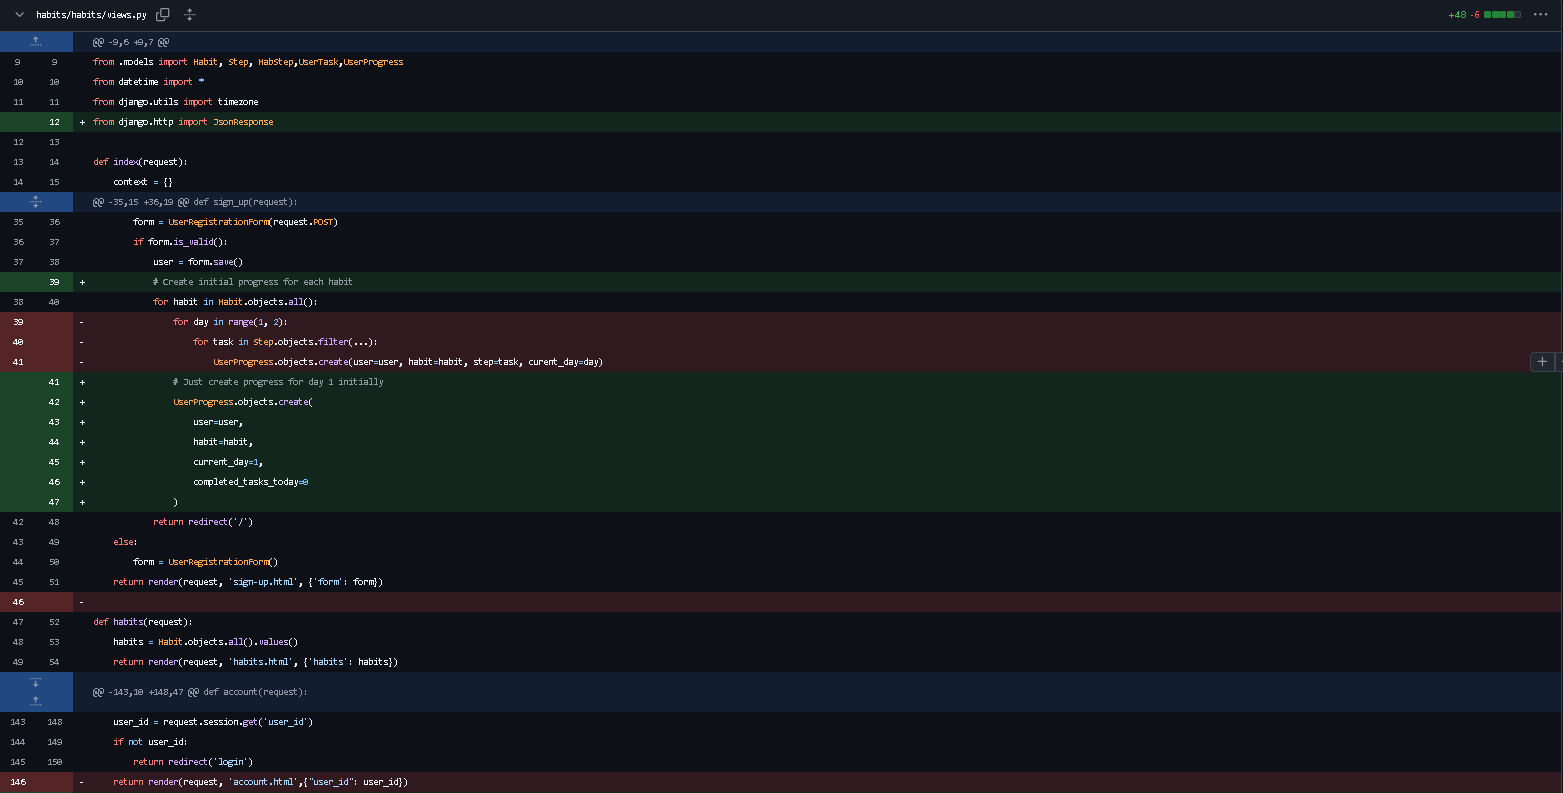 habits/habits/views.py +48 -6
@@ -9,6 +9,7 @@
9 9 from .models import Habit, Step, HabStep,UserTask,UserProgress
10 10 from datetime import *
11 11 from django.utils import timezone
12 + from django.http import JsonResponse
12 13
13 14 def index(request):
14 15 context = {}
@@ -35,15 +36,19 @@ def sign_up(request):
35 36 form = UserRegistrationForm(request.POST)
36 37 if form.is_valid():
37 38 user = form.save()
39 + # Create initial progress for each habit
38 40 for habit in Habit.objects.all():
39 - for day in range(1, 2):
40 - for task in Step.objects.filter(...):
41 - UserProgress.objects.create(user=user, habit=habit, step=task, curent_day=day)
41 + # Just create progress for day 1 initially
42 + UserProgress.objects.create(
43 + user=user,
44 + habit=habit,
45 + current_day=1,
46 + completed_tasks_today=0
47 + )
42 48 return redirect('/')
43 49 else:
44 50 form = UserRegistrationForm()
45 51 return render(request, 'sign-up.html', {'form': form})
46 -
47 52 def habits(request):
48 53 habits = Habit.objects.all().values()
49 54 return render(request, 'habits.html', {'habits': habits})
@@ -143,10 +148,47 @@ def account(request):
143 148 user_id = request.session.get('user_id')
144 149 if not user_id:
145 150 return redirect('login')
146 - return render(request, 'account.html',{"user_id": user_id})